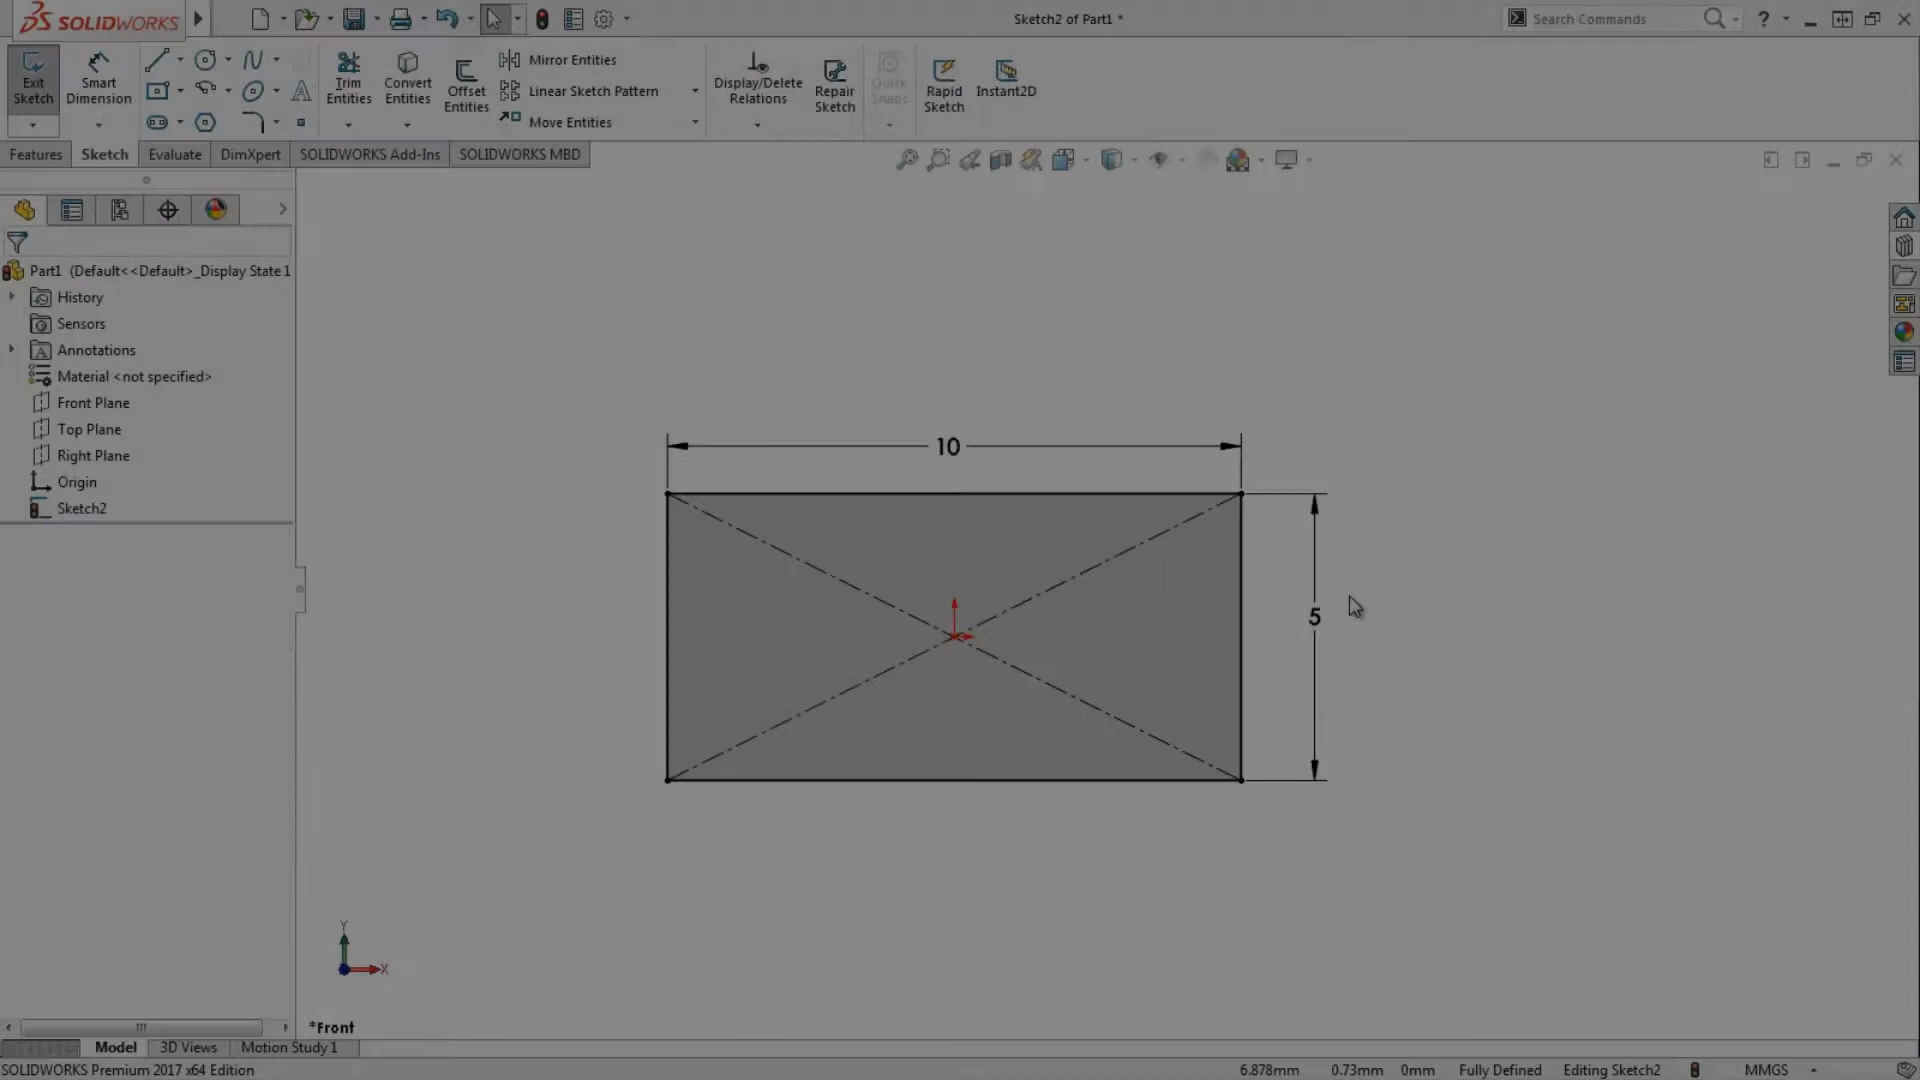 SOLIDWORKS
Sketch2 of Part1 *
Search Commands
?
Exit Sketch
Smart Dimension
Trim Entities
Convert Entities
Offset Entities
Mirror Entities
Linear Sketch Pattern
Move Entities
Display/Delete Relations
Repair Sketch
Quick Snaps
Rapid Sketch
Instant2D
Features
Sketch
Evaluate
DimXpert
SOLIDWORKS Add-Ins
SOLIDWORKS MBD
Part1 (Default<<Default>_Display State 1
History
Sensors
Annotations
Material <not specified>
Front Plane
Top Plane
Right Plane
Origin
Sketch2
10
5
Y
X
*Front
Model
3D Views
Motion Study 1
SOLIDWORKS Premium 2017 x64 Edition
6.878mm
0.73mm
0mm
Fully Defined
Editing Sketch2
MMGS